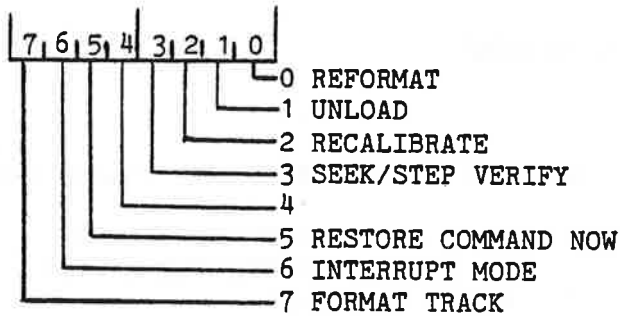 7 6 5 4 3 2 1 0
0 REFORMAT
1 UNLOAD
2 RECALIBRATE
3 SEEK/STEP VERIFY
4
5 RESTORE COMMAND NOW
6 INTERRUPT MODE
7 FORMAT TRACK